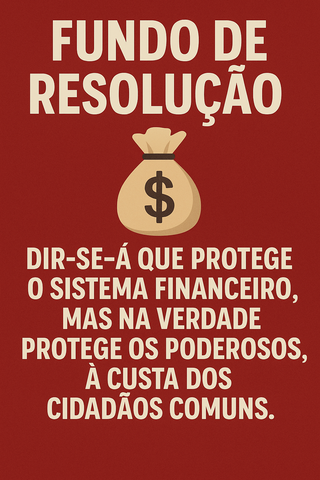 FUNDO DE
RESOLUÇÃO
$
DIR-SE-Á QUE PROTEGE
O SISTEMA FINANCEIRO,
MAS NA VERDADE
PROTEGE OS PODEROSOS,
À CUSTA DOS
CIDADÃOS COMUNS.